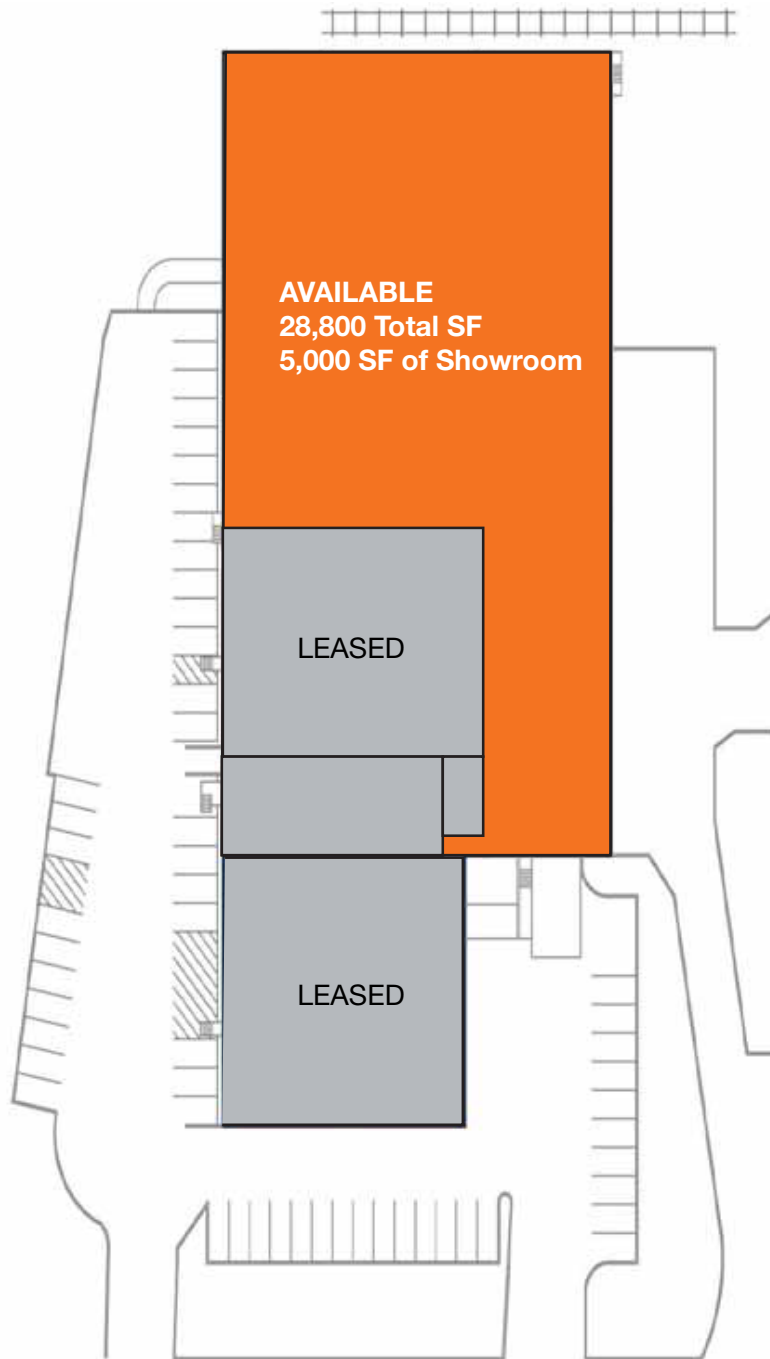 AVAILABLE
28,800 Total SF
5,000 SF of Showroom
LEASED
LEASED